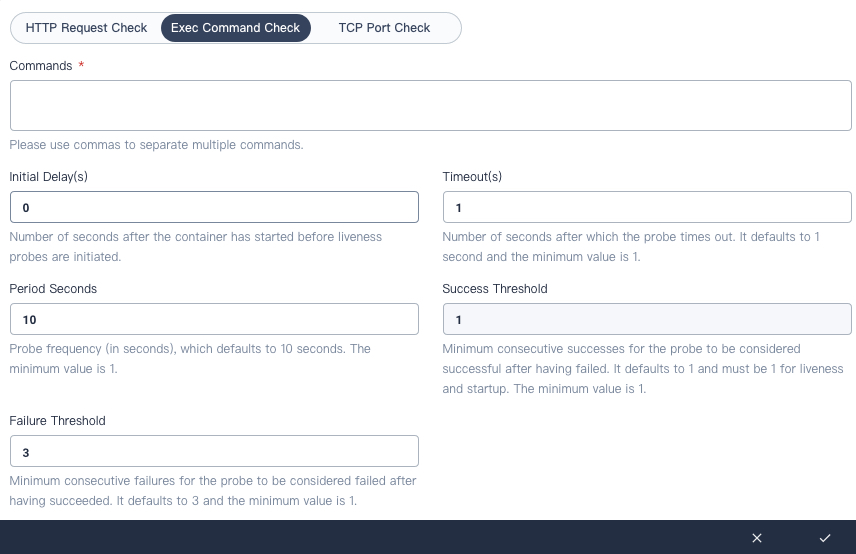 HTTP Request Check Exec Command Check TCP Port Check
Commands *
Please use commas to separate multiple commands.
Initial Delay(s)
0
Number of seconds after the container has started before liveness
probes are initiated.
Timeout(s)
1
Number of seconds after which the probe times out. It defaults to 1
second and the minimum value is 1.
Period Seconds
10
Probe frequency (in seconds), which defaults to 10 seconds. The
minimum value is 1.
Success Threshold
1
Minimum consecutive successes for the probe to be considered
successful after having failed. It defaults to 1 and must be 1 for liveness
and startup. The minimum value is 1.
Failure Threshold
3
Minimum consecutive failures for the probe to be considered failed after
having succeeded. It defaults to 3 and the minimum value is 1.